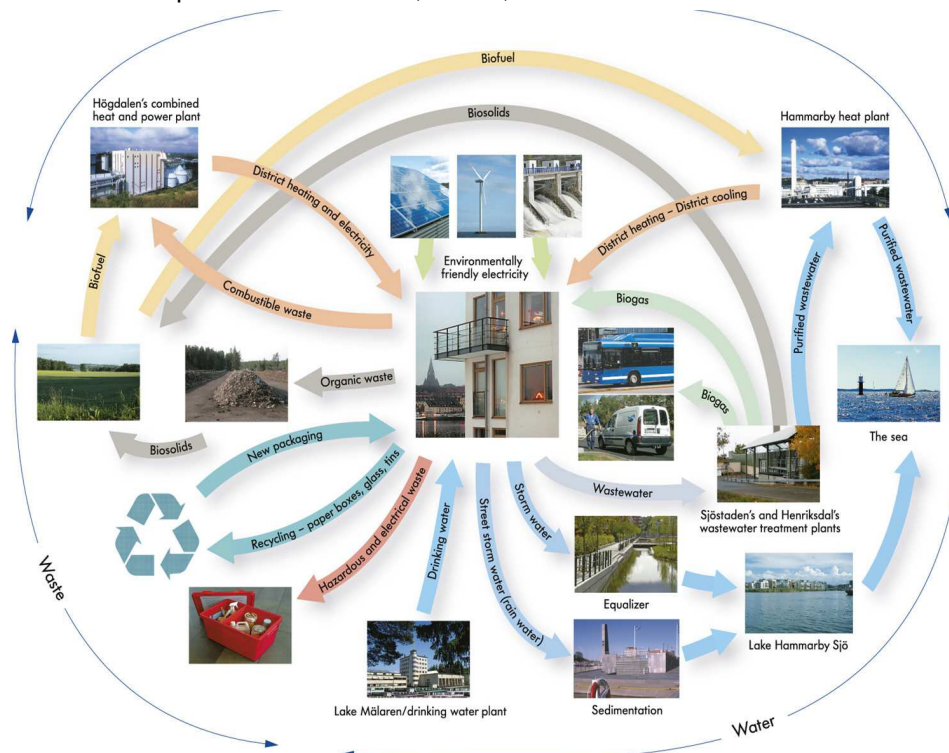 Biofuel
Högdalen's combined
heat and power plant
Biosolids
Hammarby heat plant
District heating and electricity
District heating – District cooling
Environmentally
friendly electricity
Biofuel
Combustible waste
Biogas
Purified wastewater
Purified wastewater
Organic waste
Biogas
Biosolids
New packaging
The sea
Recycling – paper boxes, glass, tins
Hazardous and electrical waste
Drinking water
Street storm water (rain water)
Storm water
Wastewater
Sjöstaden's and Henriksdal's
wastewater treatment plants
Waste
Equalizer
Lake Hammarby Sjö
Lake Mälaren/drinking water plant
Sedimentation
Water